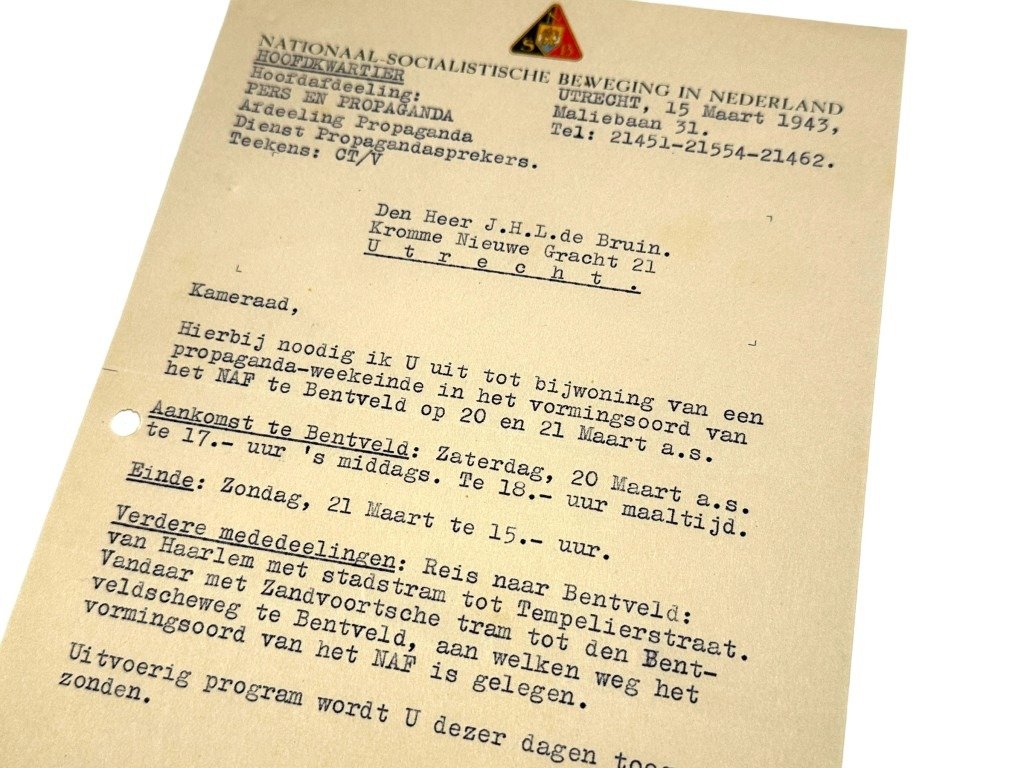 NSB
NATIONAAL-SOCIALISTISCHE BEWEGING IN NEDERLAND
HOOFDKWARTIER
Hoofdafdeeling:
PERS EN PROPAGANDA
Afdeeling Propaganda
Dienst Propagandasprekers.
Teekens: CT/V
UTRECHT, 15 Maart 1943,
Maliebaan 31.
Tel: 21451-21554-21462.
Den Heer J.H.L.de Bruin.
Kromme Nieuwe Gracht 21
U t r e c h t .
Kameraad,
Hierbij noodig ik U uit tot bijwoning van een
propaganda-weekeinde in het vormingsoord van
het NAF te Bentveld op 20 en 21 Maart a.s.
Aankomst te Bentveld: Zaterdag, 20 Maart a.s.
te 17.- uur 's middags. Te 18.- uur maaltijd.
Einde: Zondag, 21 Maart te 15.- uur.
Verdere mededeelingen: Reis naar Bentveld:
van Haarlem met stadstram tot Tempelierstraat.
Vandaar met Zandvoortsche tram tot den Bent-
veldscheweg te Bentveld, aan welken weg het
vormingsoord van het NAF is gelegen.
Uitvoerig program wordt U dezer dagen
zonden.